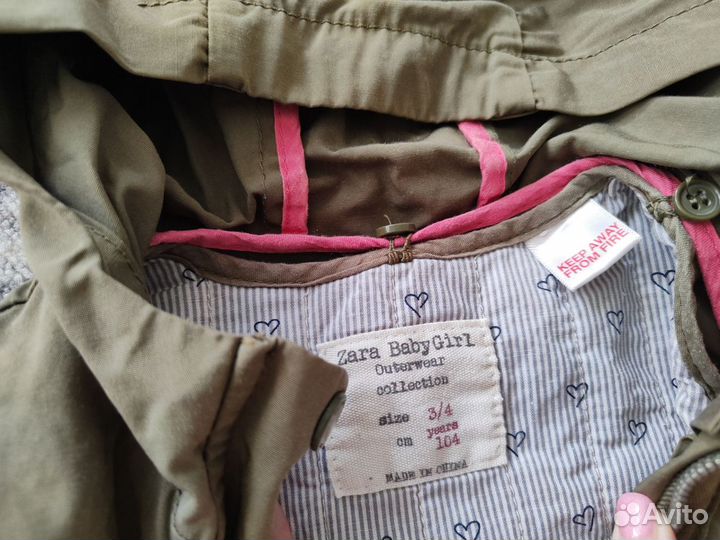 KEEP AWAY
FROM FIRE
Zara BabyGirl
Outerwear
collection
size 3/4
years
cm 104
MADE IN CHINA
Avito